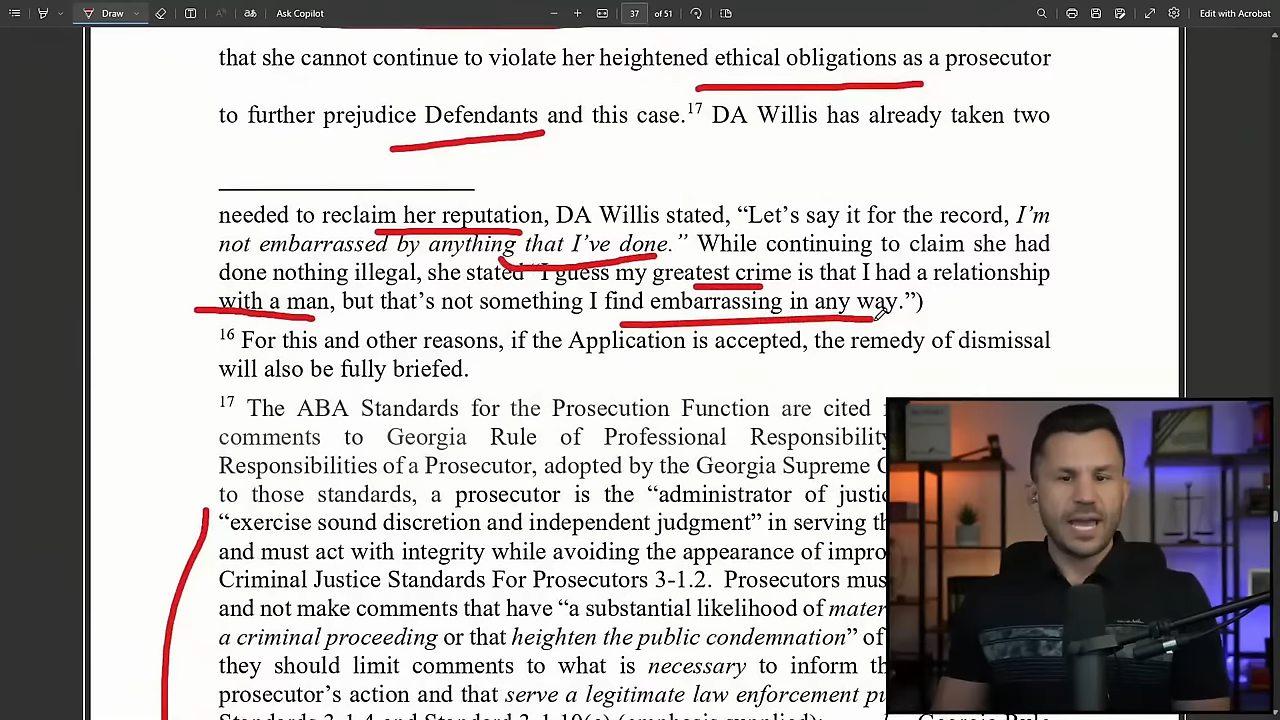 Draw
Ask Copilot
37 of 51
Edit with Acrobat
that she cannot continue to violate her heightened ethical obligations as a prosecutor
to further prejudice Defendants and this case.17 DA Willis has already taken two
needed to reclaim her reputation, DA Willis stated, “Let’s say it for the record, I’m
not embarrassed by anything that I’ve done.” While continuing to claim she had
done nothing illegal, she stated “I guess my greatest crime is that I had a relationship
with a man, but that’s not something I find embarrassing in any way.”)
16 For this and other reasons, if the Application is accepted, the remedy of dismissal
will also be fully briefed.
17 The ABA Standards for the Prosecution Function are cited
comments to Georgia Rule of Professional Responsibility
Responsibilities of a Prosecutor, adopted by the Georgia Supreme
to those standards, a prosecutor is the “administrator of
“exercise sound discretion and independent judgment” in serving
and must act with integrity while avoiding the appearance of
Criminal Justice Standards For Prosecutors 3-1.2. Prosecutors
and not make comments that have “a substantial likelihood of
a criminal proceeding or that heighten the public condemnation” of
they should limit comments to what is necessary to inform
prosecutor’s action and that serve a legitimate law enforcement